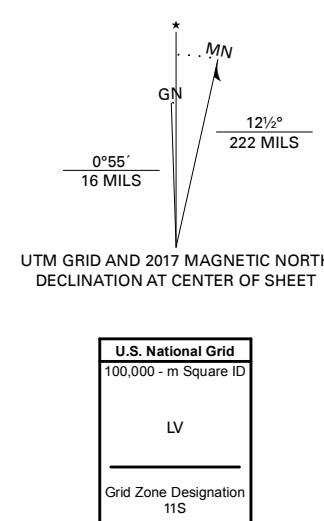 MN
GN
12½°
222 MILS
0°55´
16 MILS
UTM GRID AND 2017 MAGNETIC NORTH
DECLINATION AT CENTER OF SHEET
U.S. National Grid
100,000 - m Square ID
LV
Grid Zone Designation
11S